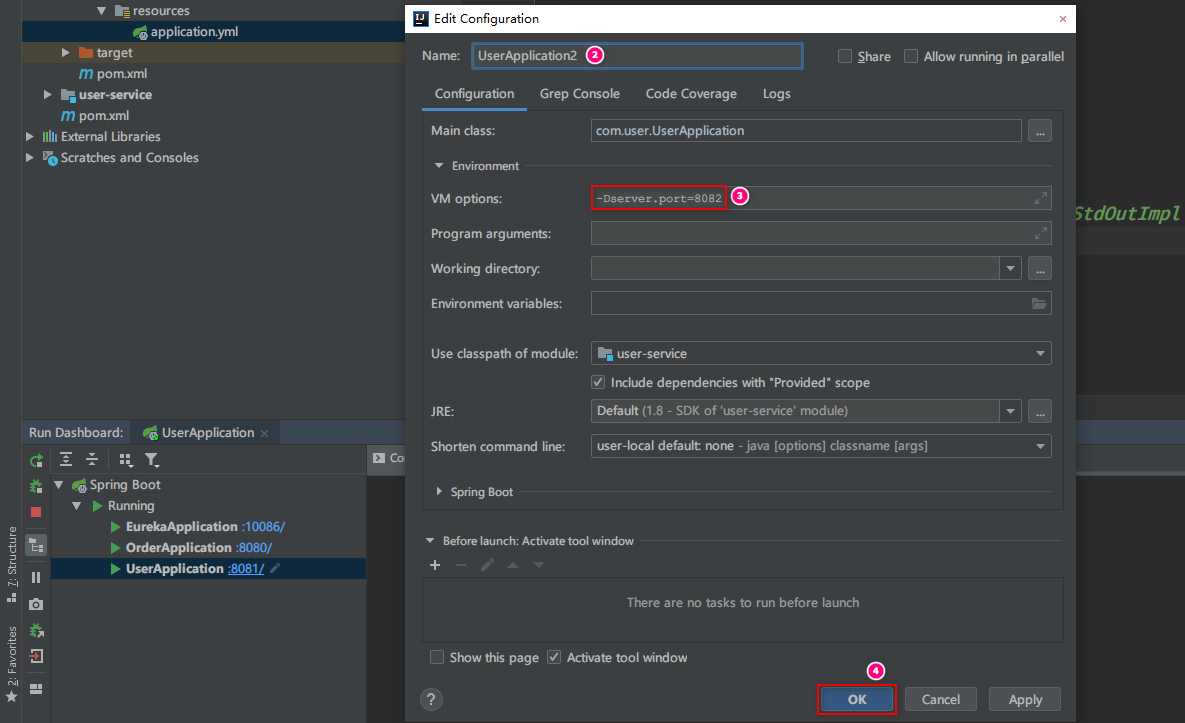 resources
application.yml
target
pom.xml
user-service
pom.xml
External Libraries
Scratches and Consoles
Edit Configuration
Name: UserApplication2 2 Share Allow running in parallel
Configuration Grep Console Code Coverage Logs
Main class: com.user.UserApplication ...
Environment
VM options: -Dserver.port=8082 3
StdOutImpl
Program arguments:
Working directory: ...
Environment variables:
Use classpath of module: user-service
Include dependencies with "Provided" scope
JRE: Default (1.8 - SDK of 'user-service' module) ...
Shorten command line: user-local default: none - java [options] classname [args]
Spring Boot
Before launch: Activate tool window
There are no tasks to run before launch
Show this page Activate tool window
4
? OK Cancel Apply
Run Dashboard: UserApplication
Co
Spring Boot
Running
EurekaApplication :10086/
OrderApplication :8080/
UserApplication :8081/
7: Structure
2: Favorites